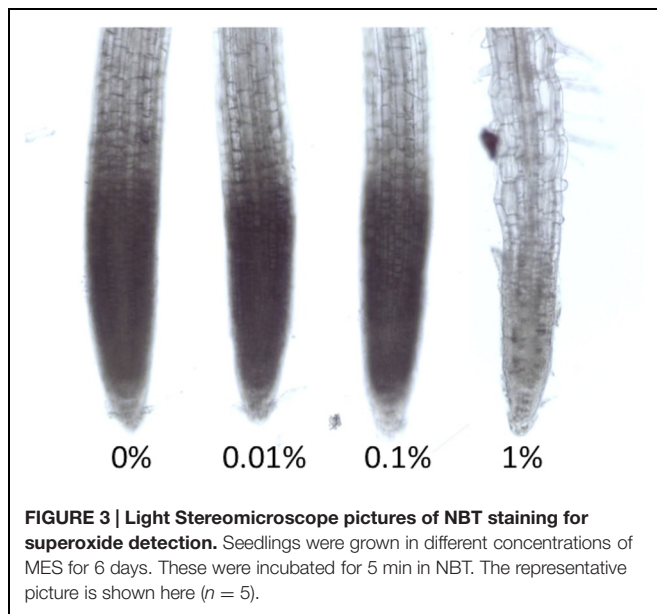 0% 0.01% 0.1% 1%
FIGURE 3 | Light Stereomicroscope pictures of NBT staining for
superoxide detection. Seedlings were grown in different concentrations of
MES for 6 days. These were incubated for 5 min in NBT. The representative
picture is shown here (n = 5).